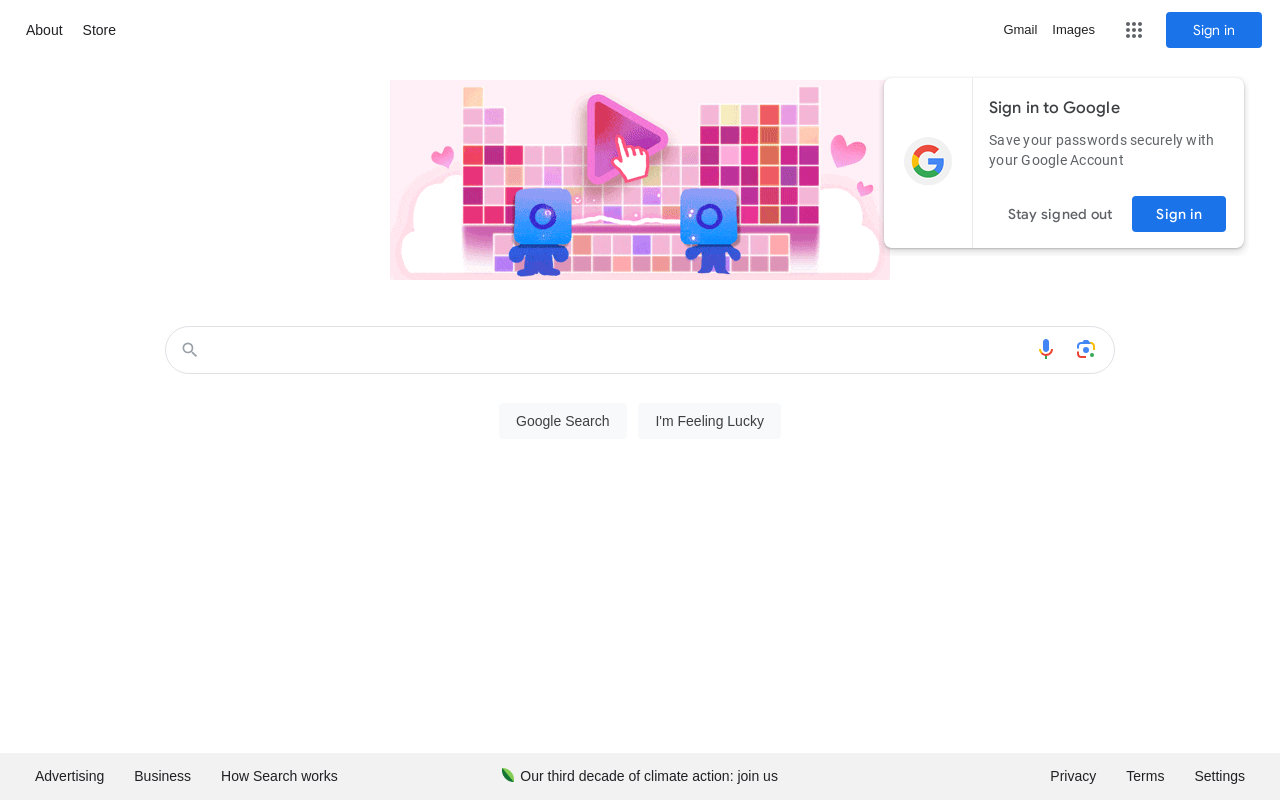 About Store
Gmail Images Sign in
Sign in to Google
Save your passwords securely with
your Google Account
Stay signed out Sign in
Google Search I'm Feeling Lucky
Advertising Business How Search works
Our third decade of climate action: join us
Privacy Terms Settings